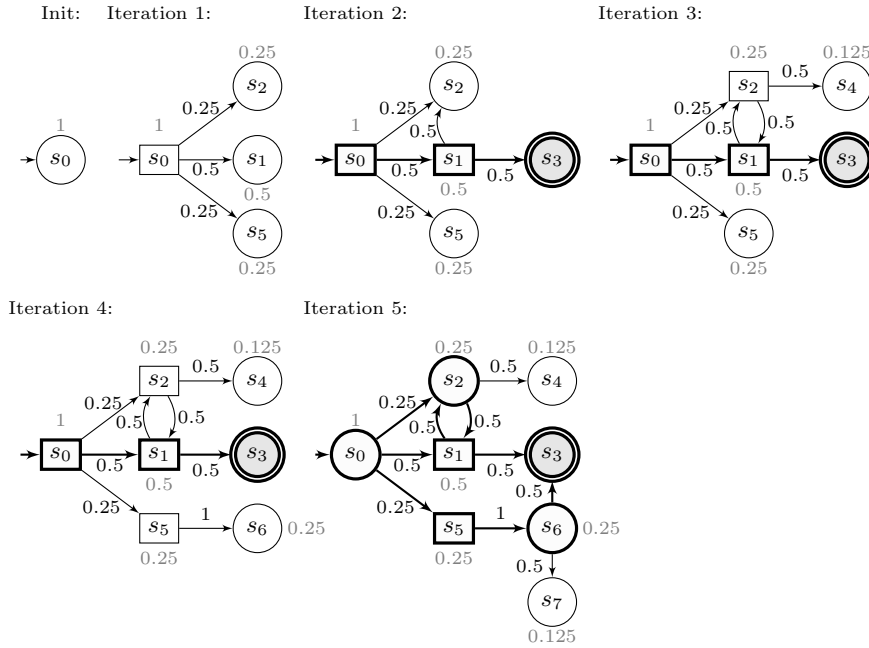 Init: Iteration 1: Iteration 2: Iteration 3:
0.25 0.25 0.25 0.125
s2 s2 s2 0.5 s4
1 1 0.25 1 0.25 0.5 1 0.25 0.5 0.5
s0 s0 0.5 s1 s0 0.5 s1 0.5 s3 s0 0.5 s1 0.5 s3
0.5 0.5 0.5
0.25 0.25 0.25
s5 s5 s5
0.25 0.25 0.25
Iteration 4: Iteration 5:
0.25 0.125 0.25 0.125
s2 0.5 s4 s2 0.5 s4
1 0.25 0.5 0.5 1 0.25 0.5 0.5
s0 0.5 s1 0.5 s3 s0 0.5 s1 0.5 s3
0.5 0.5
0.25 0.25 0.5
s5 1 s6 0.25 s5 1 s6 0.25
0.25 0.25
0.5
s7
0.125